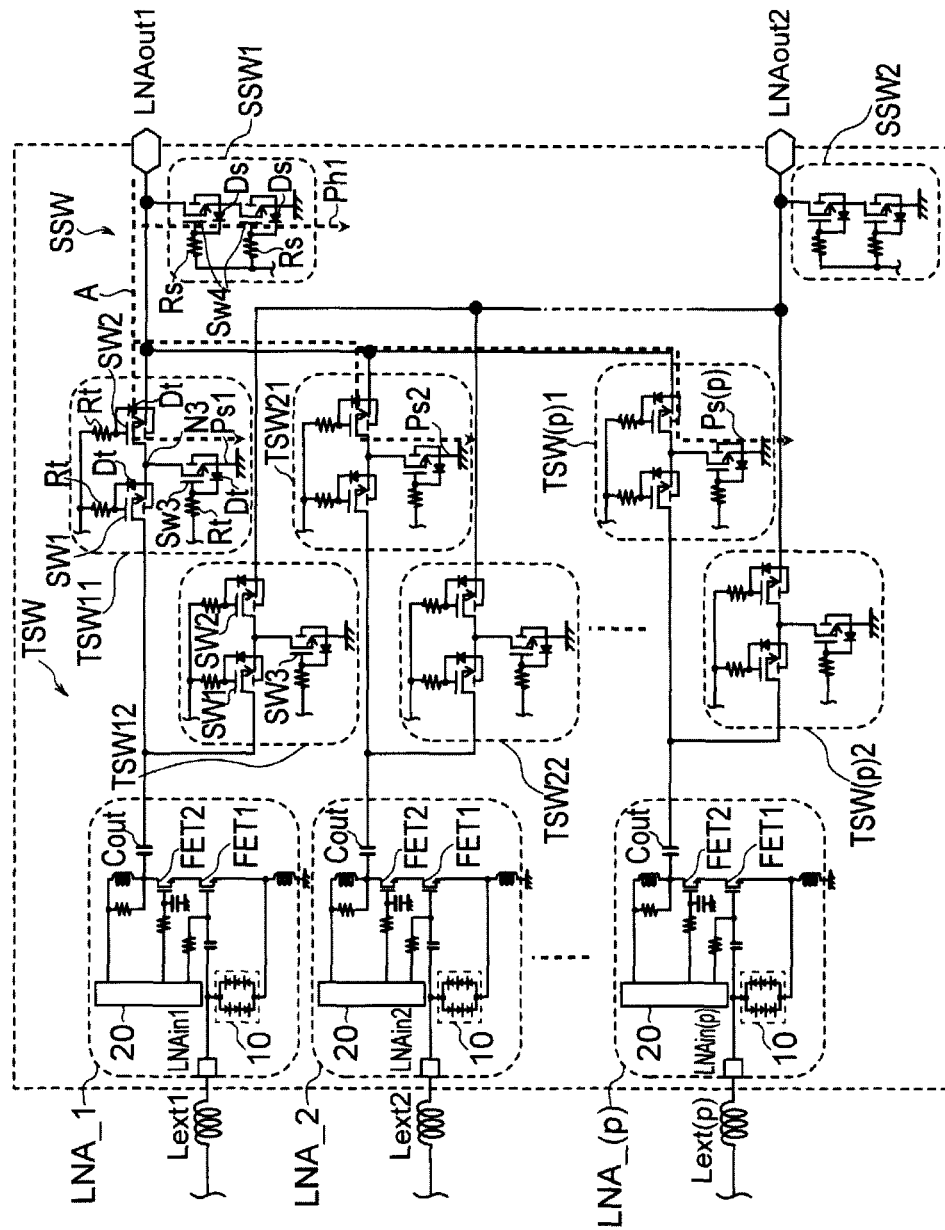 TSW
TSW11
SW1
Rt
Dt
Rt
SW2
Dt
N3
Ps1
Sw3
Rt
Dt
A
SSW
LNAout1
SSW1
Rs
Ds
Ds
Sw4
Rs
Ph1
LNA_1
20
Cout
FET2
FET1
LNAin1
10
Lext1
TSW12
SW1
SW2
SW3
TSW21
Ps2
LNA_2
20
Cout
FET2
FET1
LNAin2
10
Lext2
TSW22
TSW(p)1
Ps(p)
LNA_(p)
20
Cout
FET2
FET1
LNAin(p)
10
Lext(p)
TSW(p)2
LNAout2
SSW2